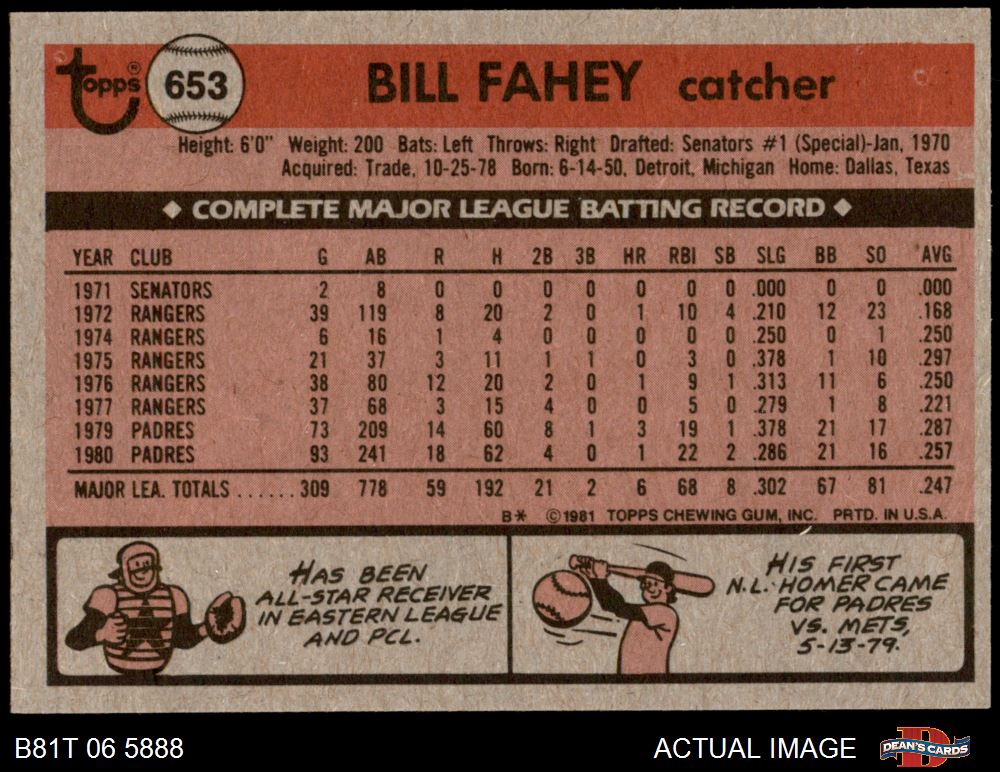 topps® 653 BILL FAHEY catcher
Height: 6'0" Weight: 200 Bats: Left Throws: Right Drafted: Senators #1 (Special)-Jan, 1970
Acquired: Trade, 10-25-78 Born: 6-14-50, Detroit, Michigan Home: Dallas, Texas
◆ COMPLETE MAJOR LEAGUE BATTING RECORD ◆
YEAR CLUB G AB R H 2B 3B HR RBI SB SLG BB SO AVG
1971 SENATORS 2 8 0 0 0 0 0 0 0 .000 0 0 .000
1972 RANGERS 39 119 8 20 2 0 1 10 4 .210 12 23 .168
1974 RANGERS 6 16 1 4 0 0 0 0 0 .250 0 1 .250
1975 RANGERS 21 37 3 11 1 1 0 3 0 .378 1 10 .297
1976 RANGERS 38 80 12 20 2 0 1 9 1 .313 11 6 .250
1977 RANGERS 37 68 3 15 4 0 0 5 0 .279 1 8 .221
1979 PADRES 73 209 14 60 8 1 3 19 1 .378 21 17 .287
1980 PADRES 93 241 18 62 4 0 1 22 2 .286 21 16 .257
MAJOR LEA. TOTALS ...... 309 778 59 192 21 2 6 68 8 .302 67 81 .247
B* ©1981 TOPPS CHEWING GUM, INC. PRTD. IN U.S.A.
HAS BEEN
ALL-STAR RECEIVER
IN EASTERN LEAGUE
AND PCL.
HIS FIRST
N.L. HOMER CAME
FOR PADRES
VS. METS,
5-13-79.
B81T 06 5888 ACTUAL IMAGE D DEAN'S CARDS